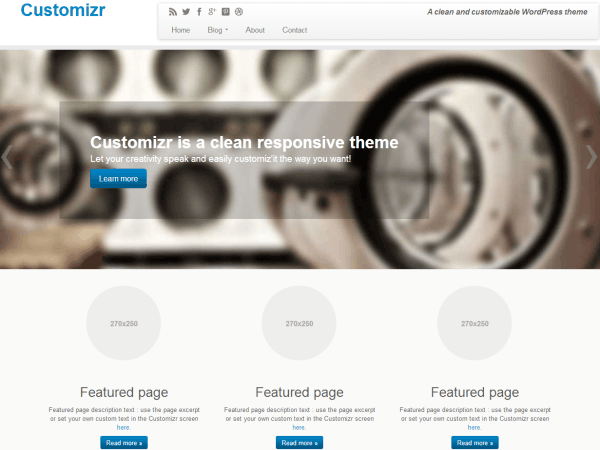 Customizr
A clean and customizable WordPress theme
Home Blog About Contact
Customizr is a clean responsive theme
Let your creativity speak and easily customiz'it the way you want!
Learn more
270x250 270x250 270x250
Featured page Featured page Featured page
Featured page description text : use the page excerpt
or set your own custom text in the Customizr screen
here.
Featured page description text : use the page excerpt
or set your own custom text in the Customizr screen
here.
Featured page description text : use the page excerpt
or set your own custom text in the Customizr screen
here.
Read more » Read more » Read more »